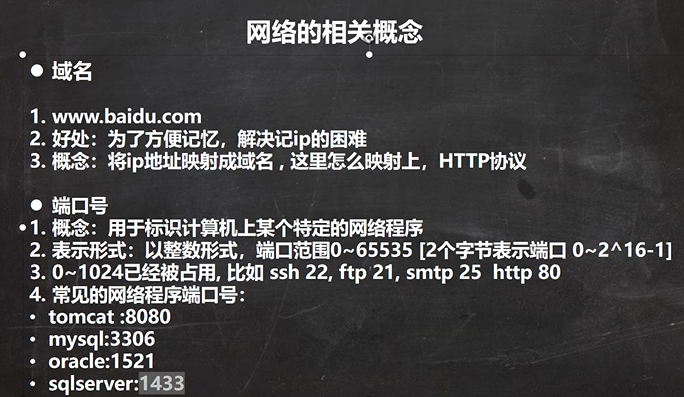 网络的相关概念
● 域名
1. www.baidu.com
2. 好处：为了方便记忆，解决记ip的困难
3. 概念：将ip地址映射成域名 , 这里怎么映射上，HTTP协议
● 端口号
1. 概念：用于标识计算机上某个特定的网络程序
2. 表示形式：以整数形式，端口范围0~65535 [2个字节表示端口 0~2^16-1]
3. 0~1024已经被占用, 比如 ssh 22, ftp 21, smtp 25  http 80
4. 常见的网络程序端口号：
• tomcat :8080
• mysql:3306
• oracle:1521
• sqlserver:1433